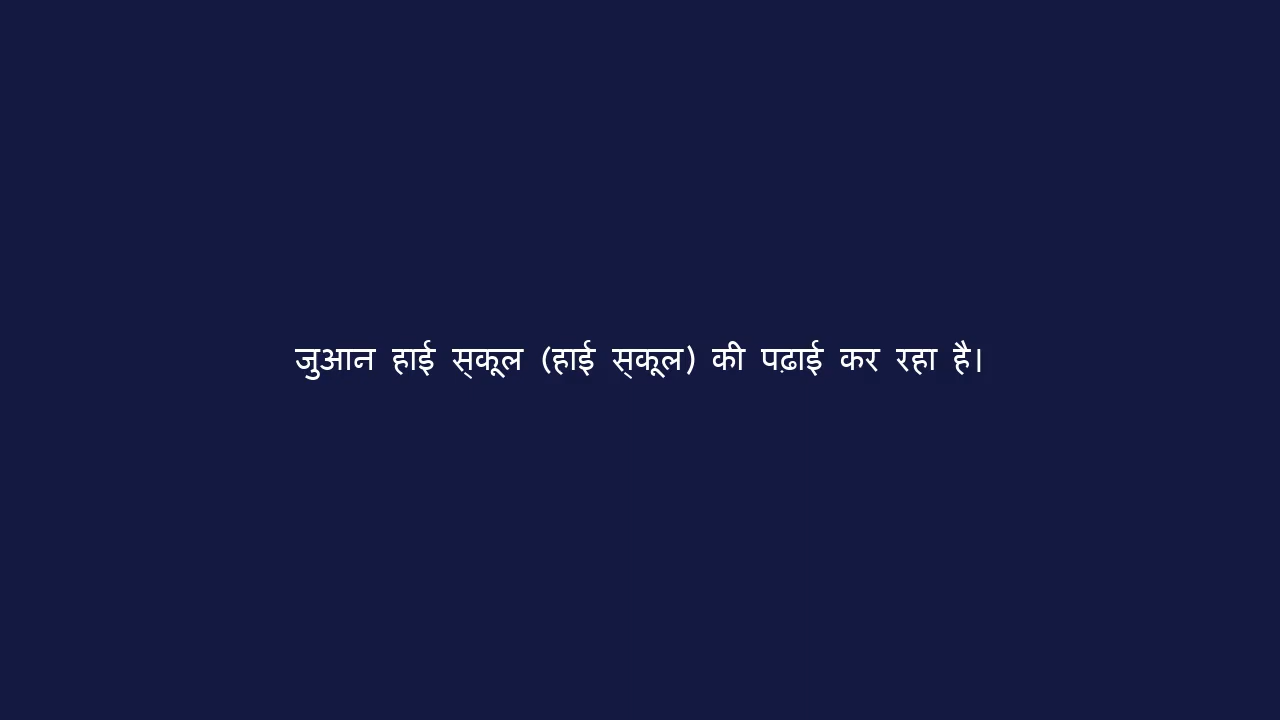 जुआन हाई स्कूल (हाई स्कूल) की पढ़ाई कर रहा है।